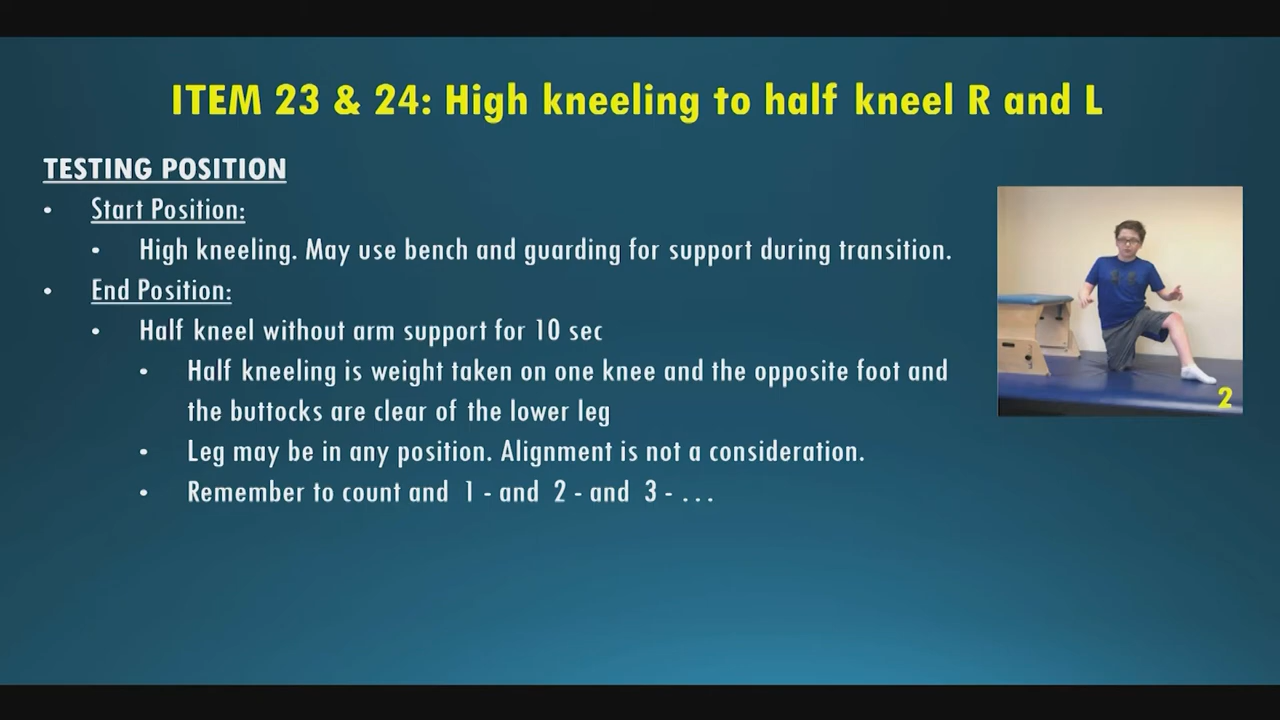 ITEM 23 & 24: High kneeling to half kneel R and L
TESTING POSITION
• Start Position:
• High kneeling. May use bench and guarding for support during transition.
• End Position:
• Half kneel without arm support for 10 sec
• Half kneeling is weight taken on one knee and the opposite foot and
the buttocks are clear of the lower leg
• Leg may be in any position. Alignment is not a consideration.
• Remember to count and 1 - and 2 - and 3 - ...
2